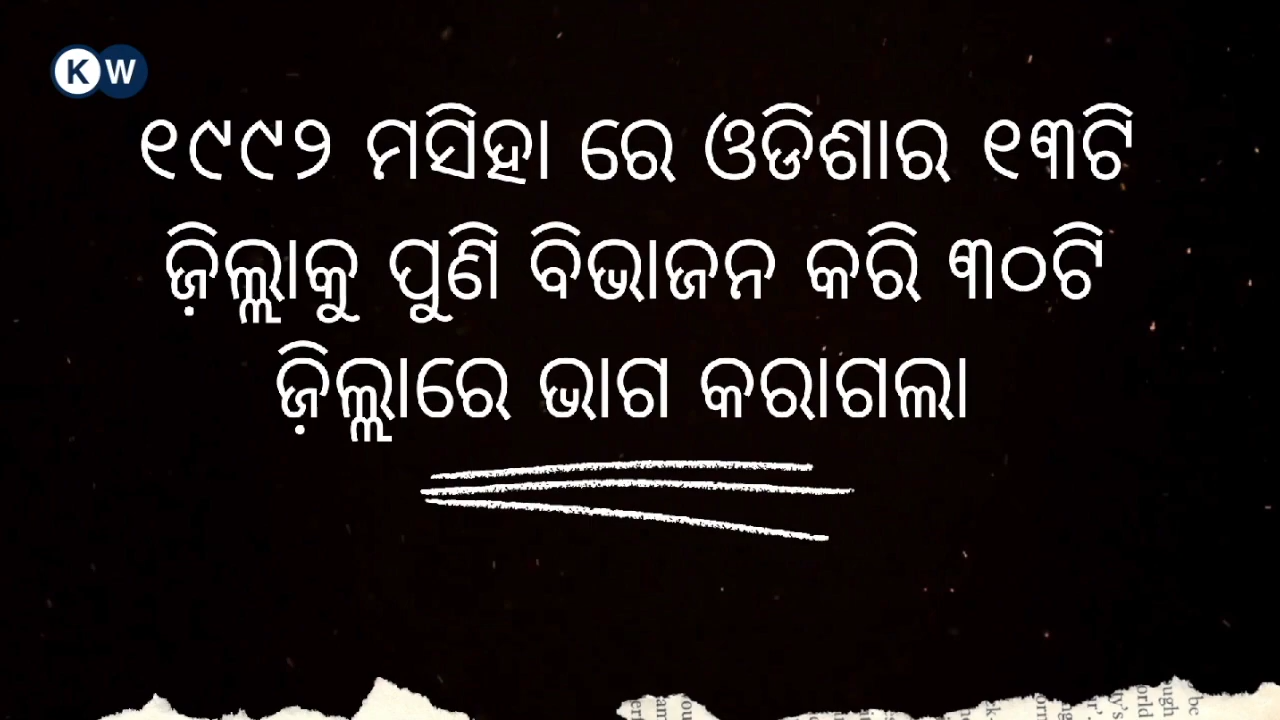 KW
୧୯୯୨ ମସିହା ରେ ଓଡିଶାର ୧୩ଟି
ଜ଼ିଲ୍ଲାକୁ ପୁଣି ବିଭାଜନ କରି ୩୦ଟି
ଜ଼ିଲ୍ଲାରେ ଭାଗ କରାଗଲା